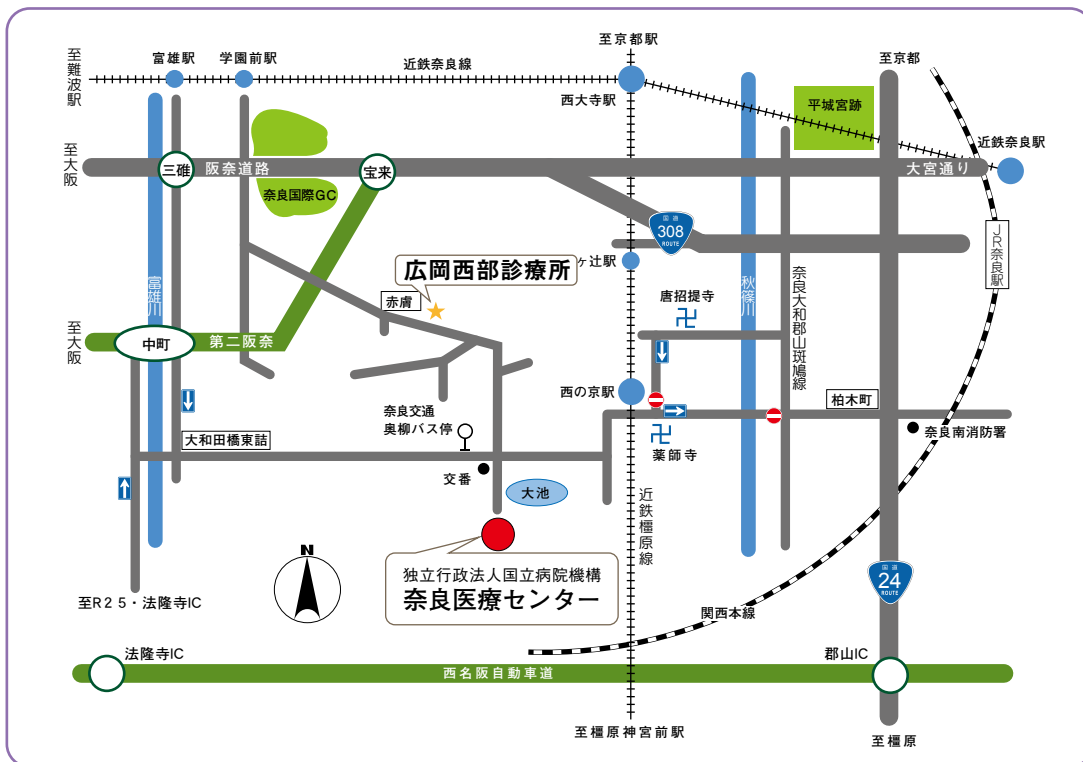 至難波駅
富雄駅
学園前駅
近鉄奈良線
至京都駅
西大寺駅
至京都
平城宮跡
近鉄奈良駅
至大阪
三碓
阪奈道路
宝来
大宮通り
奈良国際GC
国道
308
ROUTE
JR奈良駅
ヶ辻駅
広岡西部診療所
赤膚
富雄川
秋篠川
奈良大和郡山斑鳩線
唐招提寺
卍
至大阪
中町
第二阪奈
西の京駅
柏木町
奈良交通
奥柳バス停
大和田橋東詰
卍
薬師寺
奈良南消防署
交番
大池
近鉄橿原線
N
独立行政法人国立病院機構
奈良医療センター
国道
24
ROUTE
至R25・法隆寺IC
関西本線
法隆寺IC
西名阪自動車道
郡山IC
至橿原神宮前駅
至橿原